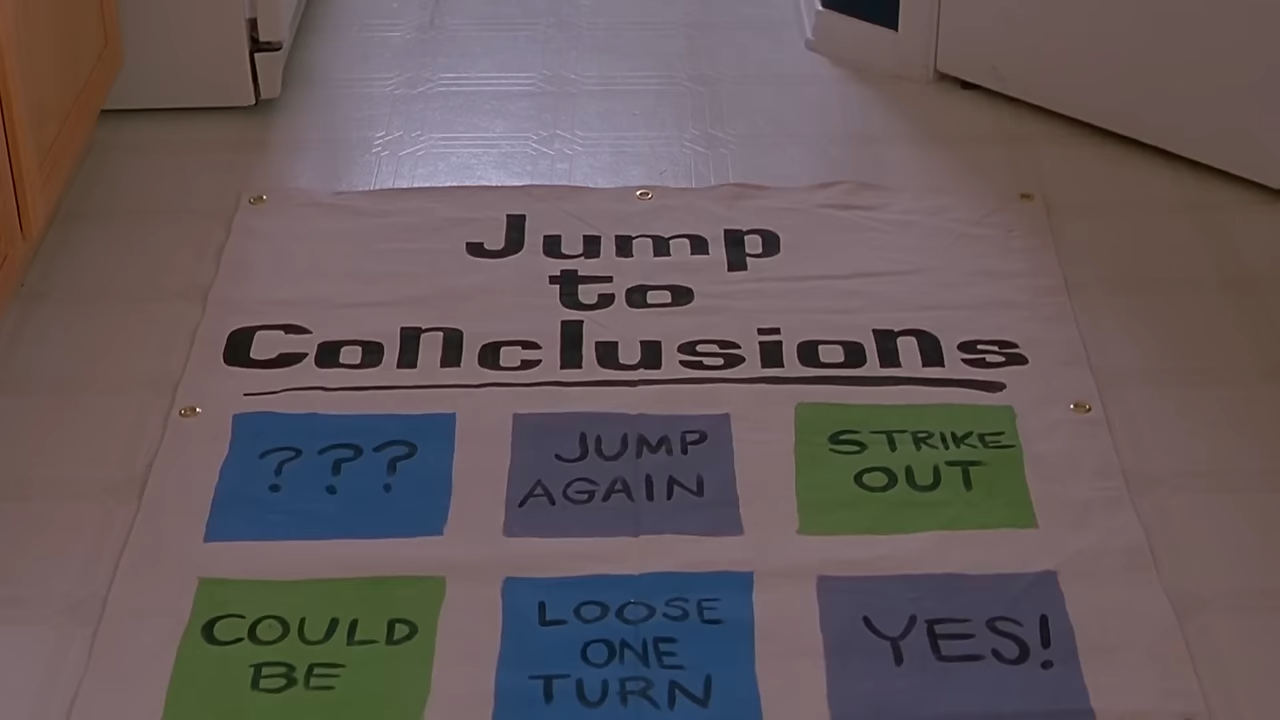 Jump
to
Conclusions
???
JUMP
AGAIN
STRIKE
OUT
COULD
BE
LOOSE
ONE
TURN
YES!